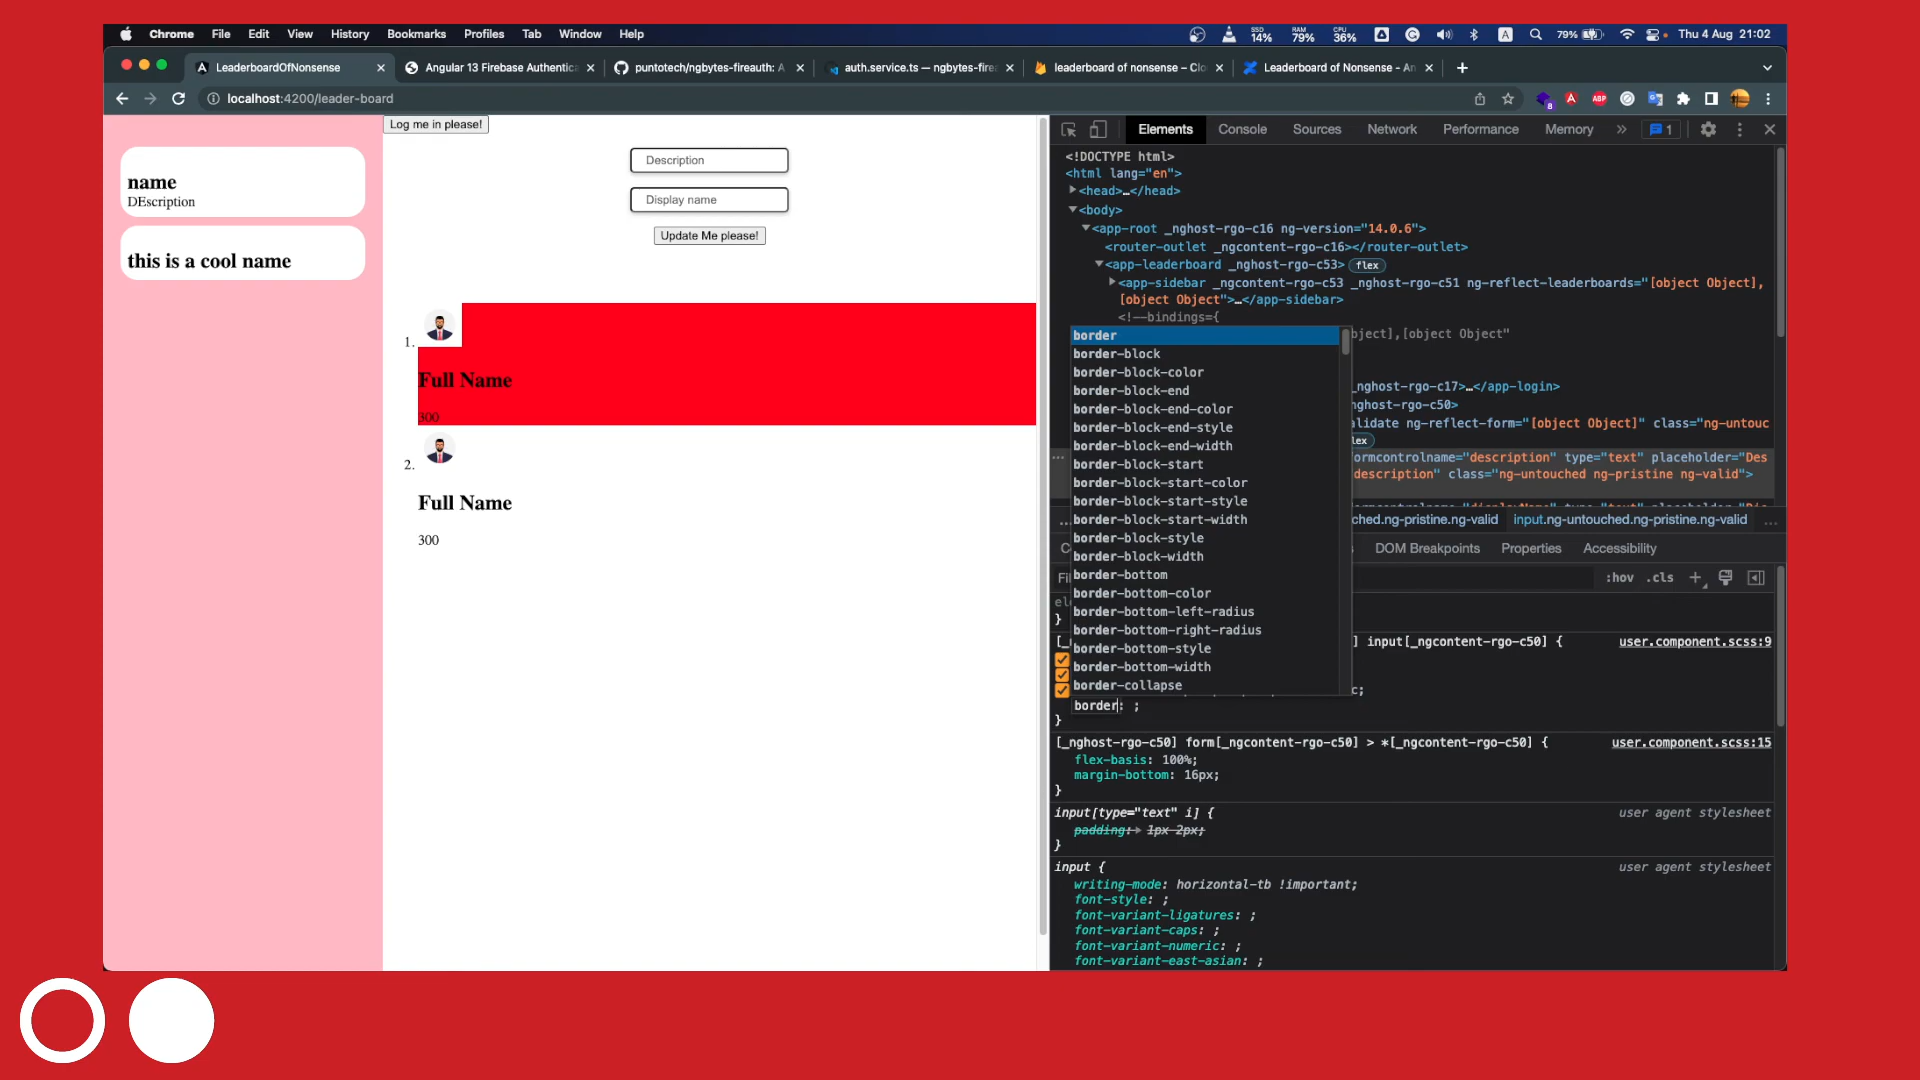 Chrome File Edit View History Bookmarks Profiles Tab Window Help
SSD 14% RAM 79% CPU 36% A 79% Thu 4 Aug 21:02
LeaderboardOfNonsense
Angular 13 Firebase Authentica
puntotech/ngbytes-fireauth: A
auth.service.ts — ngbytes-fire
leaderboard of nonsense – Clo
Leaderboard of Nonsense - An
localhost:4200/leader-board
8
ABP
Log me in please!
name
DEscription
this is a cool name
Description
Display name
Update Me please!
1.
Full Name
300
2.
Full Name
300
Elements Console Sources Network Performance Memory » 1
<!DOCTYPE html>
<html lang="en">
<head>…</head>
<body>
<app-root _nghost-rgo-c16 ng-version="14.0.6">
<router-outlet _ngcontent-rgo-c16></router-outlet>
<app-leaderboard _nghost-rgo-c53> flex
<app-sidebar _ngcontent-rgo-c53 _nghost-rgo-c51 ng-reflect-leaderboards="[object Object],
[object Object">…</app-sidebar>
<!--bindings={
bject],[object Object"
_nghost-rgo-c17>…</app-login>
nghost-rgo-c50>
alidate ng-reflect-form="[object Object]" class="ng-untouc
lex
ormcontrolname="description" type="text" placeholder="Des
description" class="ng-untouched ng-pristine ng-valid">
… ched.ng-pristine.ng-valid input.ng-untouched.ng-pristine.ng-valid …
DOM Breakpoints Properties Accessibility
Fil :hov .cls
}
border
border-block
border-block-color
border-block-end
border-block-end-color
border-block-end-style
border-block-end-width
border-block-start
border-block-start-color
border-block-start-style
border-block-start-width
border-block-style
border-block-width
border-bottom
border-bottom-color
border-bottom-left-radius
border-bottom-right-radius
border-bottom-style
border-bottom-width
border-collapse
] input[_ngcontent-rgo-c50] { user.component.scss:9
c;
border: ;
}
[_nghost-rgo-c50] form[_ngcontent-rgo-c50] > *[_ngcontent-rgo-c50] { user.component.scss:15
flex-basis: 100%;
margin-bottom: 16px;
}
input[type="text" i] { user agent stylesheet
padding: 1px 2px;
}
input { user agent stylesheet
writing-mode: horizontal-tb !important;
font-style: ;
font-variant-ligatures: ;
font-variant-caps: ;
font-variant-numeric: ;
font-variant-east-asian: ;